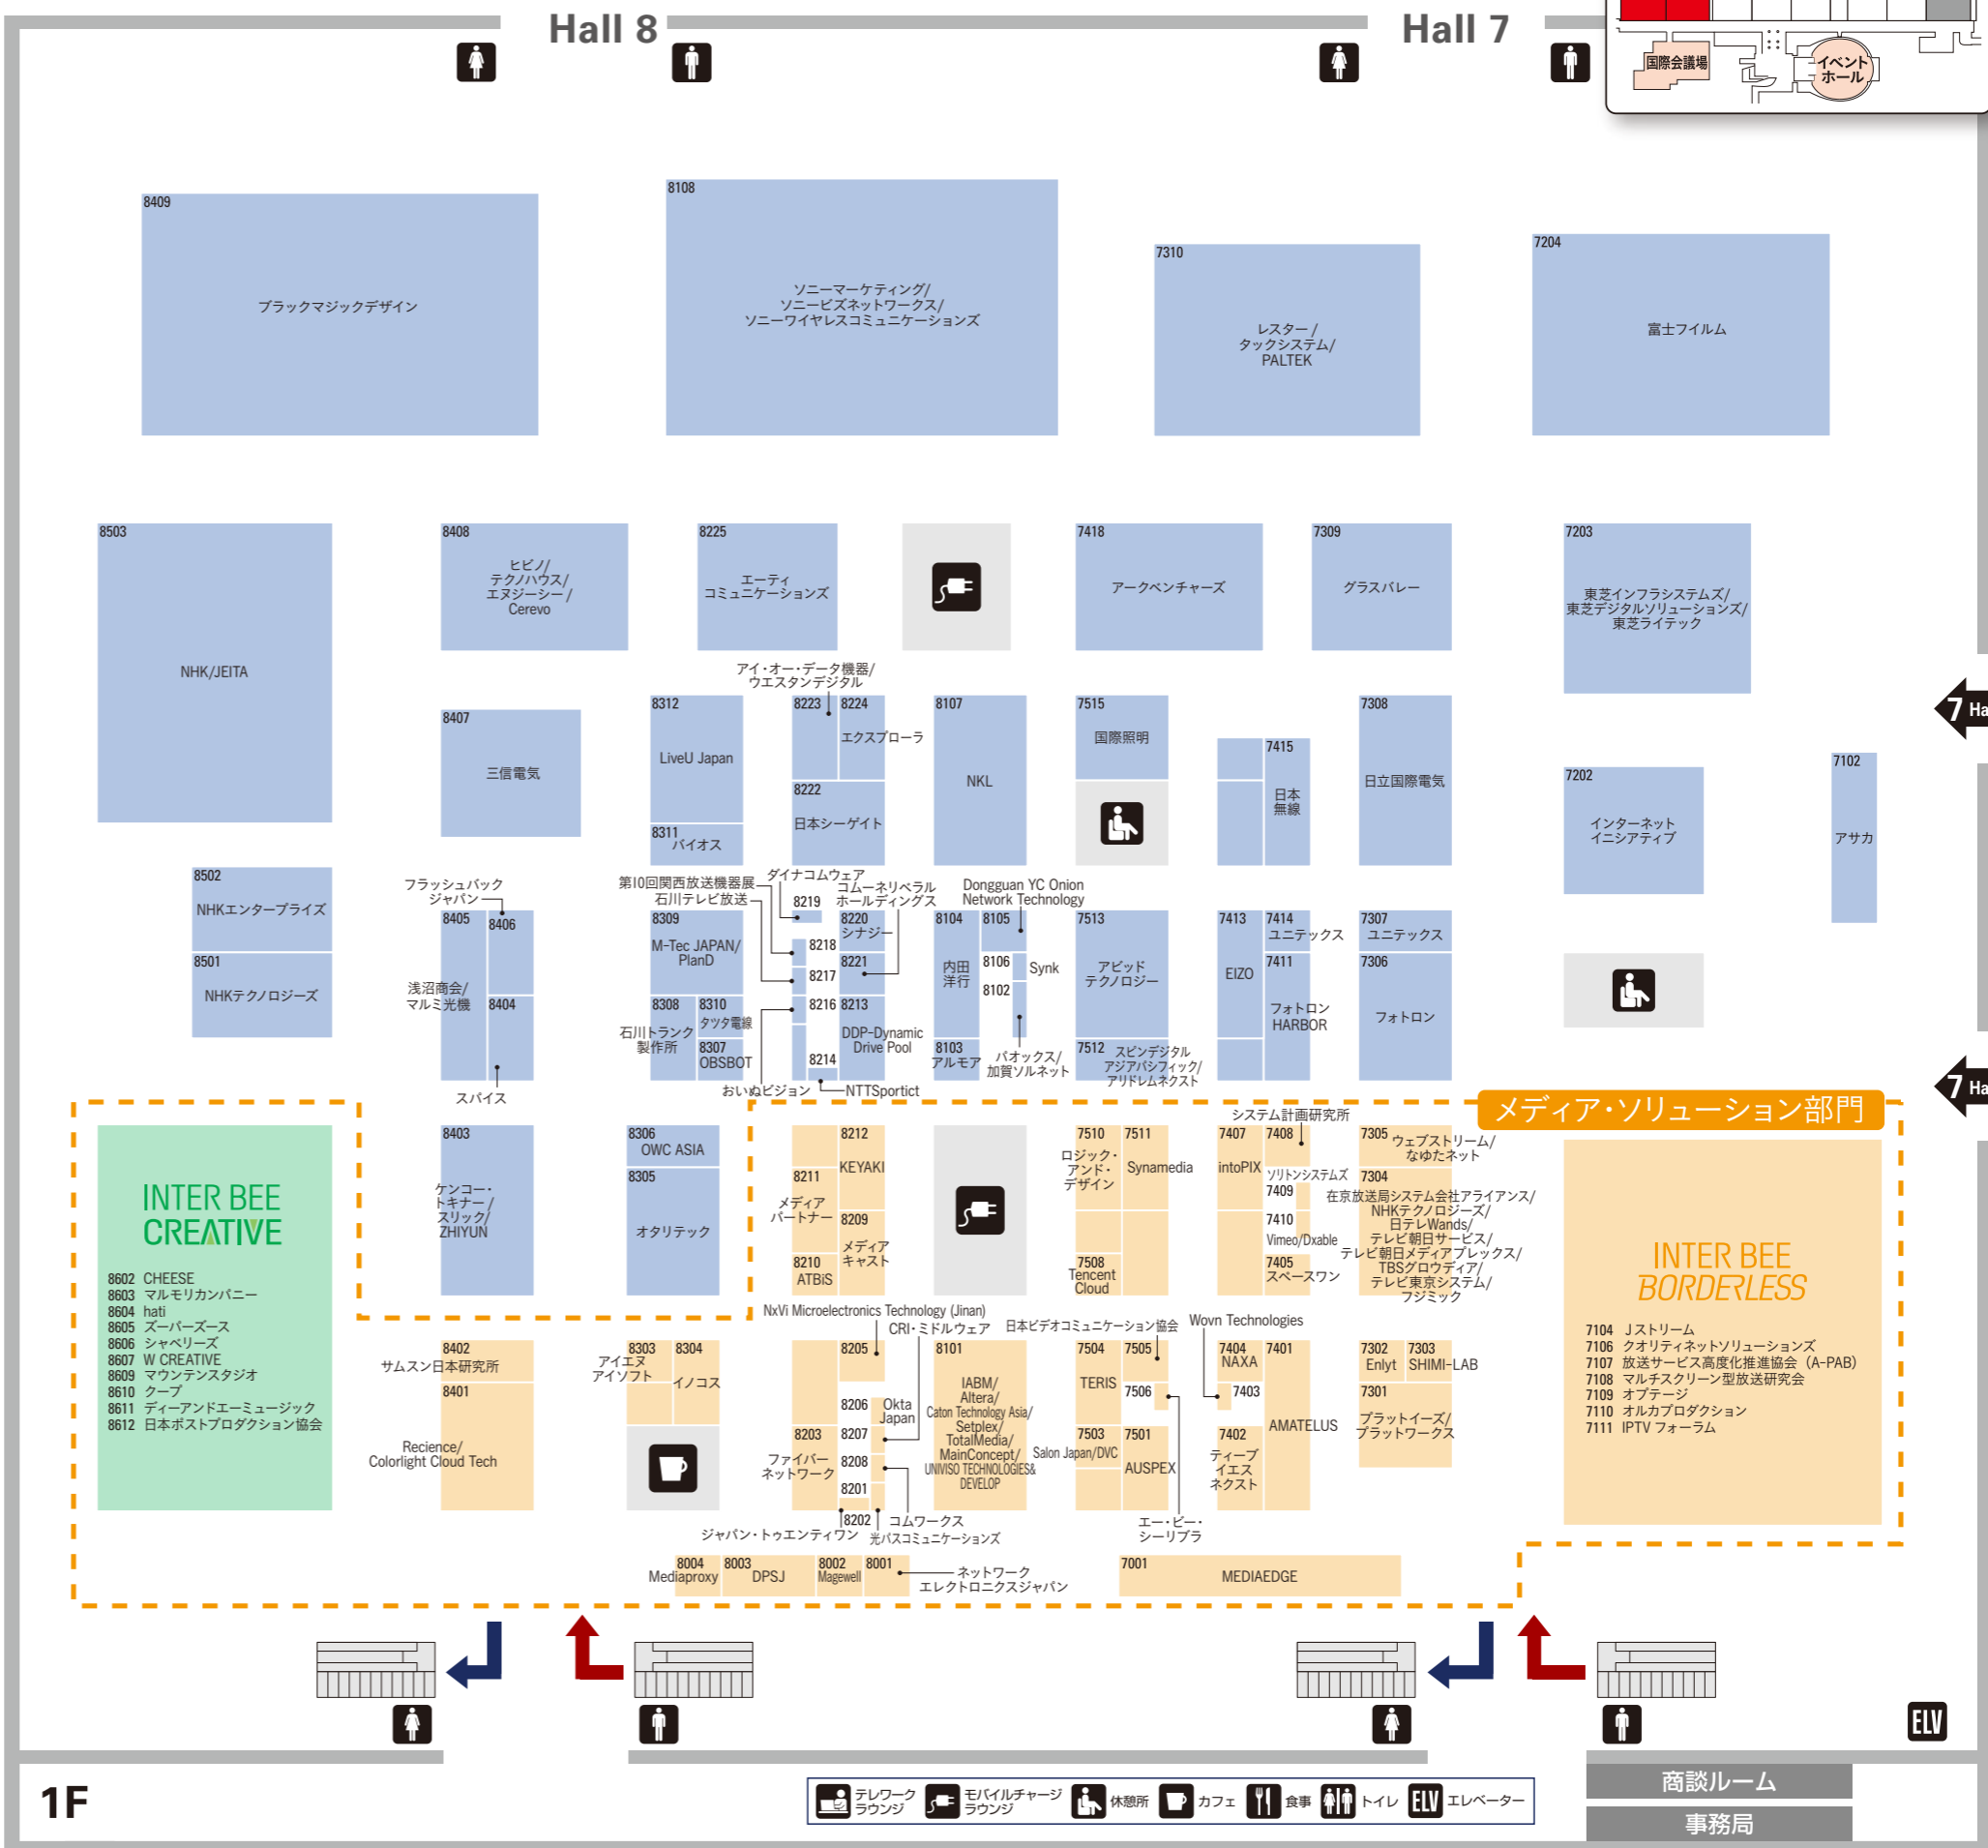 Hall 8
Hall 7
国際会議場
イベント
ホール
8409
ブラックマジックデザイン
8108
ソニーマーケティング/
ソニービズネットワークス/
ソニーワイヤレスコミュニケーションズ
7310
レスター /
タックシステム/
PALTEK
7204
富士フイルム
8503
NHK/JEITA
8408
ヒビノ/
テクノハウス/
エヌジーシー /
Cerevo
8225
エーティ
コミュニケーションズ
7418
アークベンチャーズ
7309
グラスバレー
7203
東芝インフラシステムズ/
東芝デジタルソリューションズ/
東芝ライテック
8407
三信電気
8312
LiveU Japan
8311
バイオス
アイ・オー・データ機器/
ウエスタンデジタル
8223
8224
エクスプローラ
8222
日本シーゲイト
8107
NKL
7515
国際照明
7415
日本
無線
7308
日立国際電気
7202
インターネット
イニシアティブ
7102
アサカ
7 Ha
8502
NHKエンタープライズ
8501
NHKテクノロジーズ
フラッシュバック
ジャパン
8405
8406
浅沼商会/
マルミ光機
8404
スパイス
第10回関西放送機器展
石川テレビ放送
ダイナコムウェア
8219
コムーネリベラル
ホールディングス
8309
M-Tec JAPAN/
PlanD
8218
8217
8220
シナジー
8221
8308
石川トランク
製作所
8310
タツタ電線
8307
OBSBOT
8216
8213
DDP-Dynamic
Drive Pool
8214
おいぬビジョン
NTTSportict
Dongguan YC Onion
Network Technology
8104
内田
洋行
8105
8106
Synk
8102
8103
アルモア
パオックス/
加賀ソルネット
7513
アビッド
テクノロジー
7512
スピンデジタル
アジアパシフィック/
アリドレムネクスト
7413
EIZO
7414
ユニテックス
7411
フォトロン
HARBOR
7307
ユニテックス
7306
フォトロン
7 Ha
メディア・ソリューション部門
INTER BEE
CREATIVE
8602 CHEESE
8603 マルモリカンパニー
8604 hati
8605 ズーパーズース
8606 シャベリーズ
8607 W CREATIVE
8609 マウンテンスタジオ
8610 クープ
8611 ディーアンドエーミュージック
8612 日本ポストプロダクション協会
8403
ケンコー・
トキナー /
スリック/
ZHIYUN
8306
OWC ASIA
8305
オタリテック
8212
KEYAKI
8211
メディア
パートナー
8209
メディア
キャスト
8210
ATBiS
7510
ロジック・
アンド・
デザイン
7511
Synamedia
7508
Tencent
Cloud
システム計画研究所
7407
intoPIX
7408
ソリトンシステムズ
7409
7410
Vimeo/Dxable
7405
スペースワン
7305
ウェブストリーム/
なゆたネット
7304
在京放送局システム会社アライアンス/
NHKテクノロジーズ/
日テレWands/
テレビ朝日サービス/
テレビ朝日メディアプレックス/
TBSグロウディア/
テレビ東京システム/
フジミック
INTER BEE
BORDERLESS
7104 Jストリーム
7106 クオリティネットソリューションズ
7107 放送サービス高度化推進協会（A-PAB）
7108 マルチスクリーン型放送研究会
7109 オプテージ
7110 オルカプロダクション
7111 IPTV フォーラム
8402
サムスン日本研究所
8401
Recience/
Colorlight Cloud Tech
8303
アイエヌ
アイソフト
8304
イノコス
NxVi Microelectronics Technology (Jinan)
CRI・ミドルウェア
8205
8206
Okta
Japan
8207
8203
ファイバー
ネットワーク
8208
8201
8202
コムワークス
ジャパン・トゥエンティワン
光パスコミュニケーションズ
8101
IABM/
Altera/
Caton Technology Asia/
Setplex/
TotalMedia/
MainConcept/
UNIVISO TECHNOLOGIES&
DEVELOP
日本ビデオコミュニケーション協会
7504
TERIS
7505
7506
7503
Salon Japan/DVC
7501
AUSPEX
エー・ビー・
シーリブラ
Wovn Technologies
7404
NAXA
7401
AMATELUS
7403
7402
ティーブ
イエス
ネクスト
7302
Enlyt
7303
SHIMI-LAB
7301
プラットイーズ/
プラットワークス
8004
Mediaproxy
8003
DPSJ
8002
Magewell
8001
ネットワーク
エレクトロニクスジャパン
7001
MEDIAEDGE
ELV
1F
テレワーク
ラウンジ
モバイルチャージ
ラウンジ
休憩所
カフェ
食事
トイレ
ELV エレベーター
商談ルーム
事務局